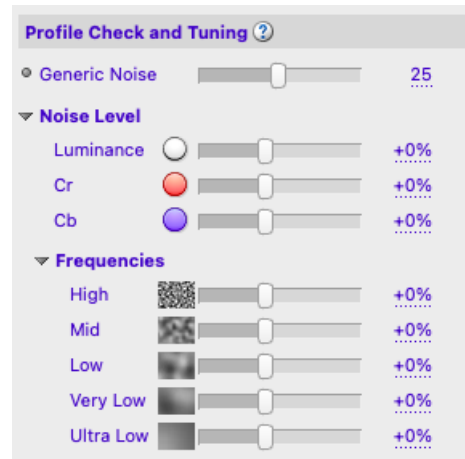 Profile Check and Tuning ?
Generic Noise 25
Noise Level
Luminance +0%
Cr +0%
Cb +0%
Frequencies
High +0%
Mid +0%
Low +0%
Very Low +0%
Ultra Low +0%